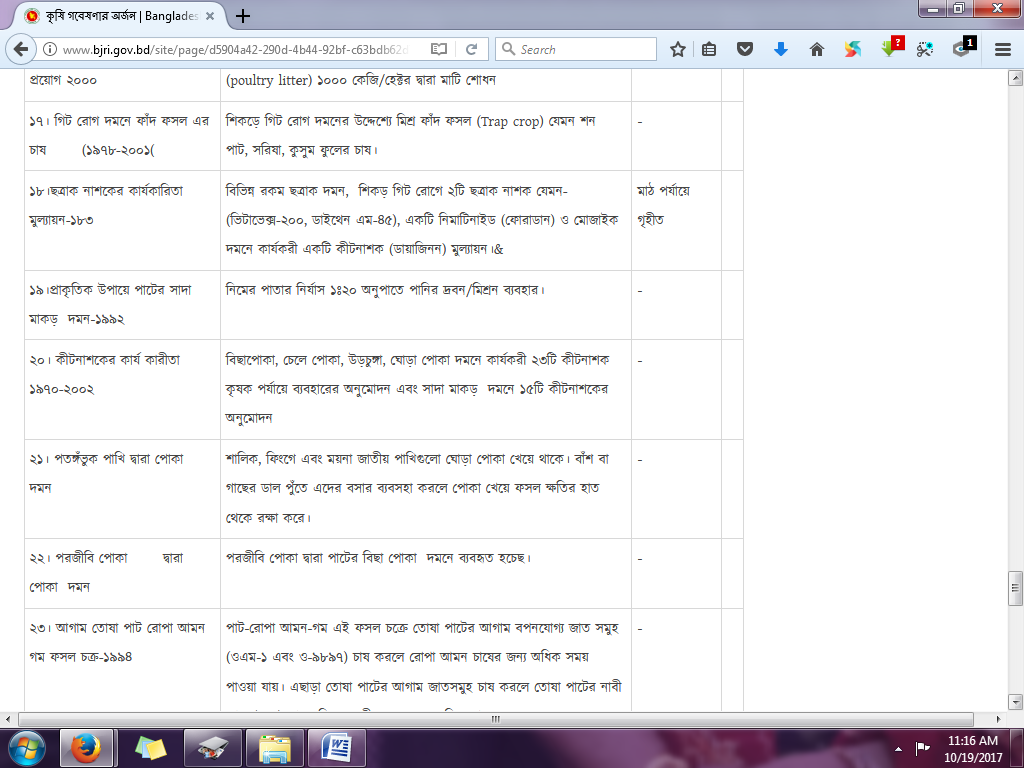 কৃষি গবেষণার অর্জন | Banglades
www.bjri.gov.bd/site/page/d5904a42-290d-4b44-92bf-c63bdb62d
Search
প্রয়োগ ২০০০
(poultry litter) ১০০০ কেজি/হেক্টর দ্বারা মাটি শোধন
১৭। গিট রোগ দমনে ফাঁদ ফসল এর
চাষ (১৯৭৮-২০০১(
শিকড়ে গিট রোগ দমনের উদ্দেশ্যে মিশ্র ফাঁদ ফসল (Trap crop) যেমন শন
পাট, সরিষা, কুসুম ফুলের চাষ।
-
১৮।ছত্রাক নাশকের কার্যকারিতা
মুল্যায়ন-১৮৩
বিভিন্ন রকম ছত্রাক দমন, শিকড় গিট রোগে ২টি ছত্রাক নাশক যেমন-
(ভিটাভেক্স-২০০, ডাইথেন এম-৪৫), একটি নিমাটিনাইড (ফোরাডান) ও মোজাইক
দমনে কার্যকরী একটি কীটনাশক (ডায়াজিনন) মুল্যায়ন।&
মাঠ পর্যায়ে
গৃহীত
১৯।প্রাকৃতিক উপায়ে পাটের সাদা
মাকড় দমন-১৯৯২
নিমের পাতার নির্যাস ১ঃ২০ অনুপাতে পানির দ্রবন/মিশ্রন ব্যবহার।
-
২০। কীটনাশকের কার্য কারীতা
১৯৭০-২০০২
বিছাপোকা, চেলে পোকা, উড়চুঙ্গা, ঘোড়া পোকা দমনে কার্যকরী ২৩টি কীটনাশক
কৃষক পর্যায়ে ব্যবহারের অনুমোদন এবং সাদা মাকড় দমনে ১৫টি কীটনাশকের
অনুমোদন
-
২১। পতঙ্গঁভুক পাখি দ্বারা পোকা
দমন
শালিক, ফিংগে এবং ময়না জাতীয় পাখিগুলো ঘোড়া পোকা খেয়ে থাকে। বাঁশ বা
গাছের ডাল পুঁতে এদের বসার ব্যবসহা করলে পোকা খেয়ে ফসল ক্ষতির হাত
থেকে রক্ষা করে।
-
২২। পরজীবি পোকা দ্বারা
পোকা দমন
পরজীবি পোকা দ্বারা পাটের বিছা পোকা দমনে ব্যবহৃত হচেছ।
-
২৩। আগাম তোষা পাট রোপা আমন
গম ফসল চক্র-১৯৯৪
পাট-রোপা আমন-গম এই ফসল চক্রে তোষা পাটের আগাম বপনযোগ্য জাত সমুহ
(ওএম-১ এবং ও-৯৮৯৭) চাষ করলে রোপা আমন চাষের জন্য অধিক সময়
পাওয়া যায়। এছাড়া তোষা পাটের আগাম জাতসমুহ চাষ করলে তোষা পাটের নাবী
-
11:16 AM
10/19/2017